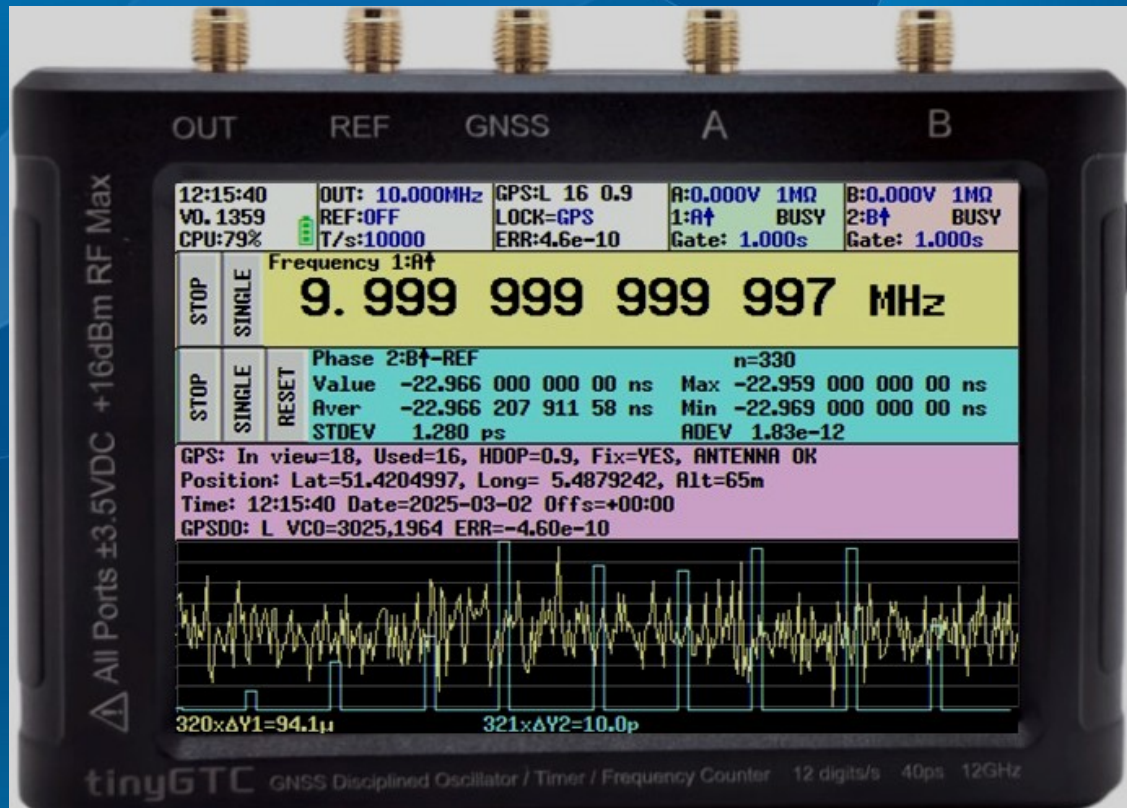 OUT REF GNSS A B
⚠ All Ports ±3.5VDC +16dBm RF Max
12:15:40 OUT: 10.000MHz GPS:L 16 0.9 A:0.000V 1MΩ B:0.000V 1MΩ
V0.1359 REF:OFF LOCK=GPS 1:A↑ BUSY 2:B↑ BUSY
CPU:79% T/s:10000 ERR:4.6e-10 Gate: 1.000s Gate: 1.000s
STOP SINGLE Frequency 1:A↑
9.999 999 999 997 MHz
STOP SINGLE RESET Phase 2:B↑-REF n=330
Value -22.966 000 000 00 ns Max -22.959 000 000 00 ns
Aver -22.966 207 911 58 ns Min -22.969 000 000 00 ns
STDEV 1.280 ps ADEV 1.83e-12
GPS: In view=18, Used=16, HDOP=0.9, Fix=YES, ANTENNA OK
Position: Lat=51.4204997, Long= 5.4879242, Alt=65m
Time: 12:15:40 Date=2025-03-02 Offs=+00:00
GPSDO: L VCO=3025,1964 ERR=-4.60e-10
320xΔY1=94.1µ 321xΔY2=10.0p
tinyGTC GNSS Disciplined Oscillator / Timer / Frequency Counter 12 digits/s 40ps 12GHz